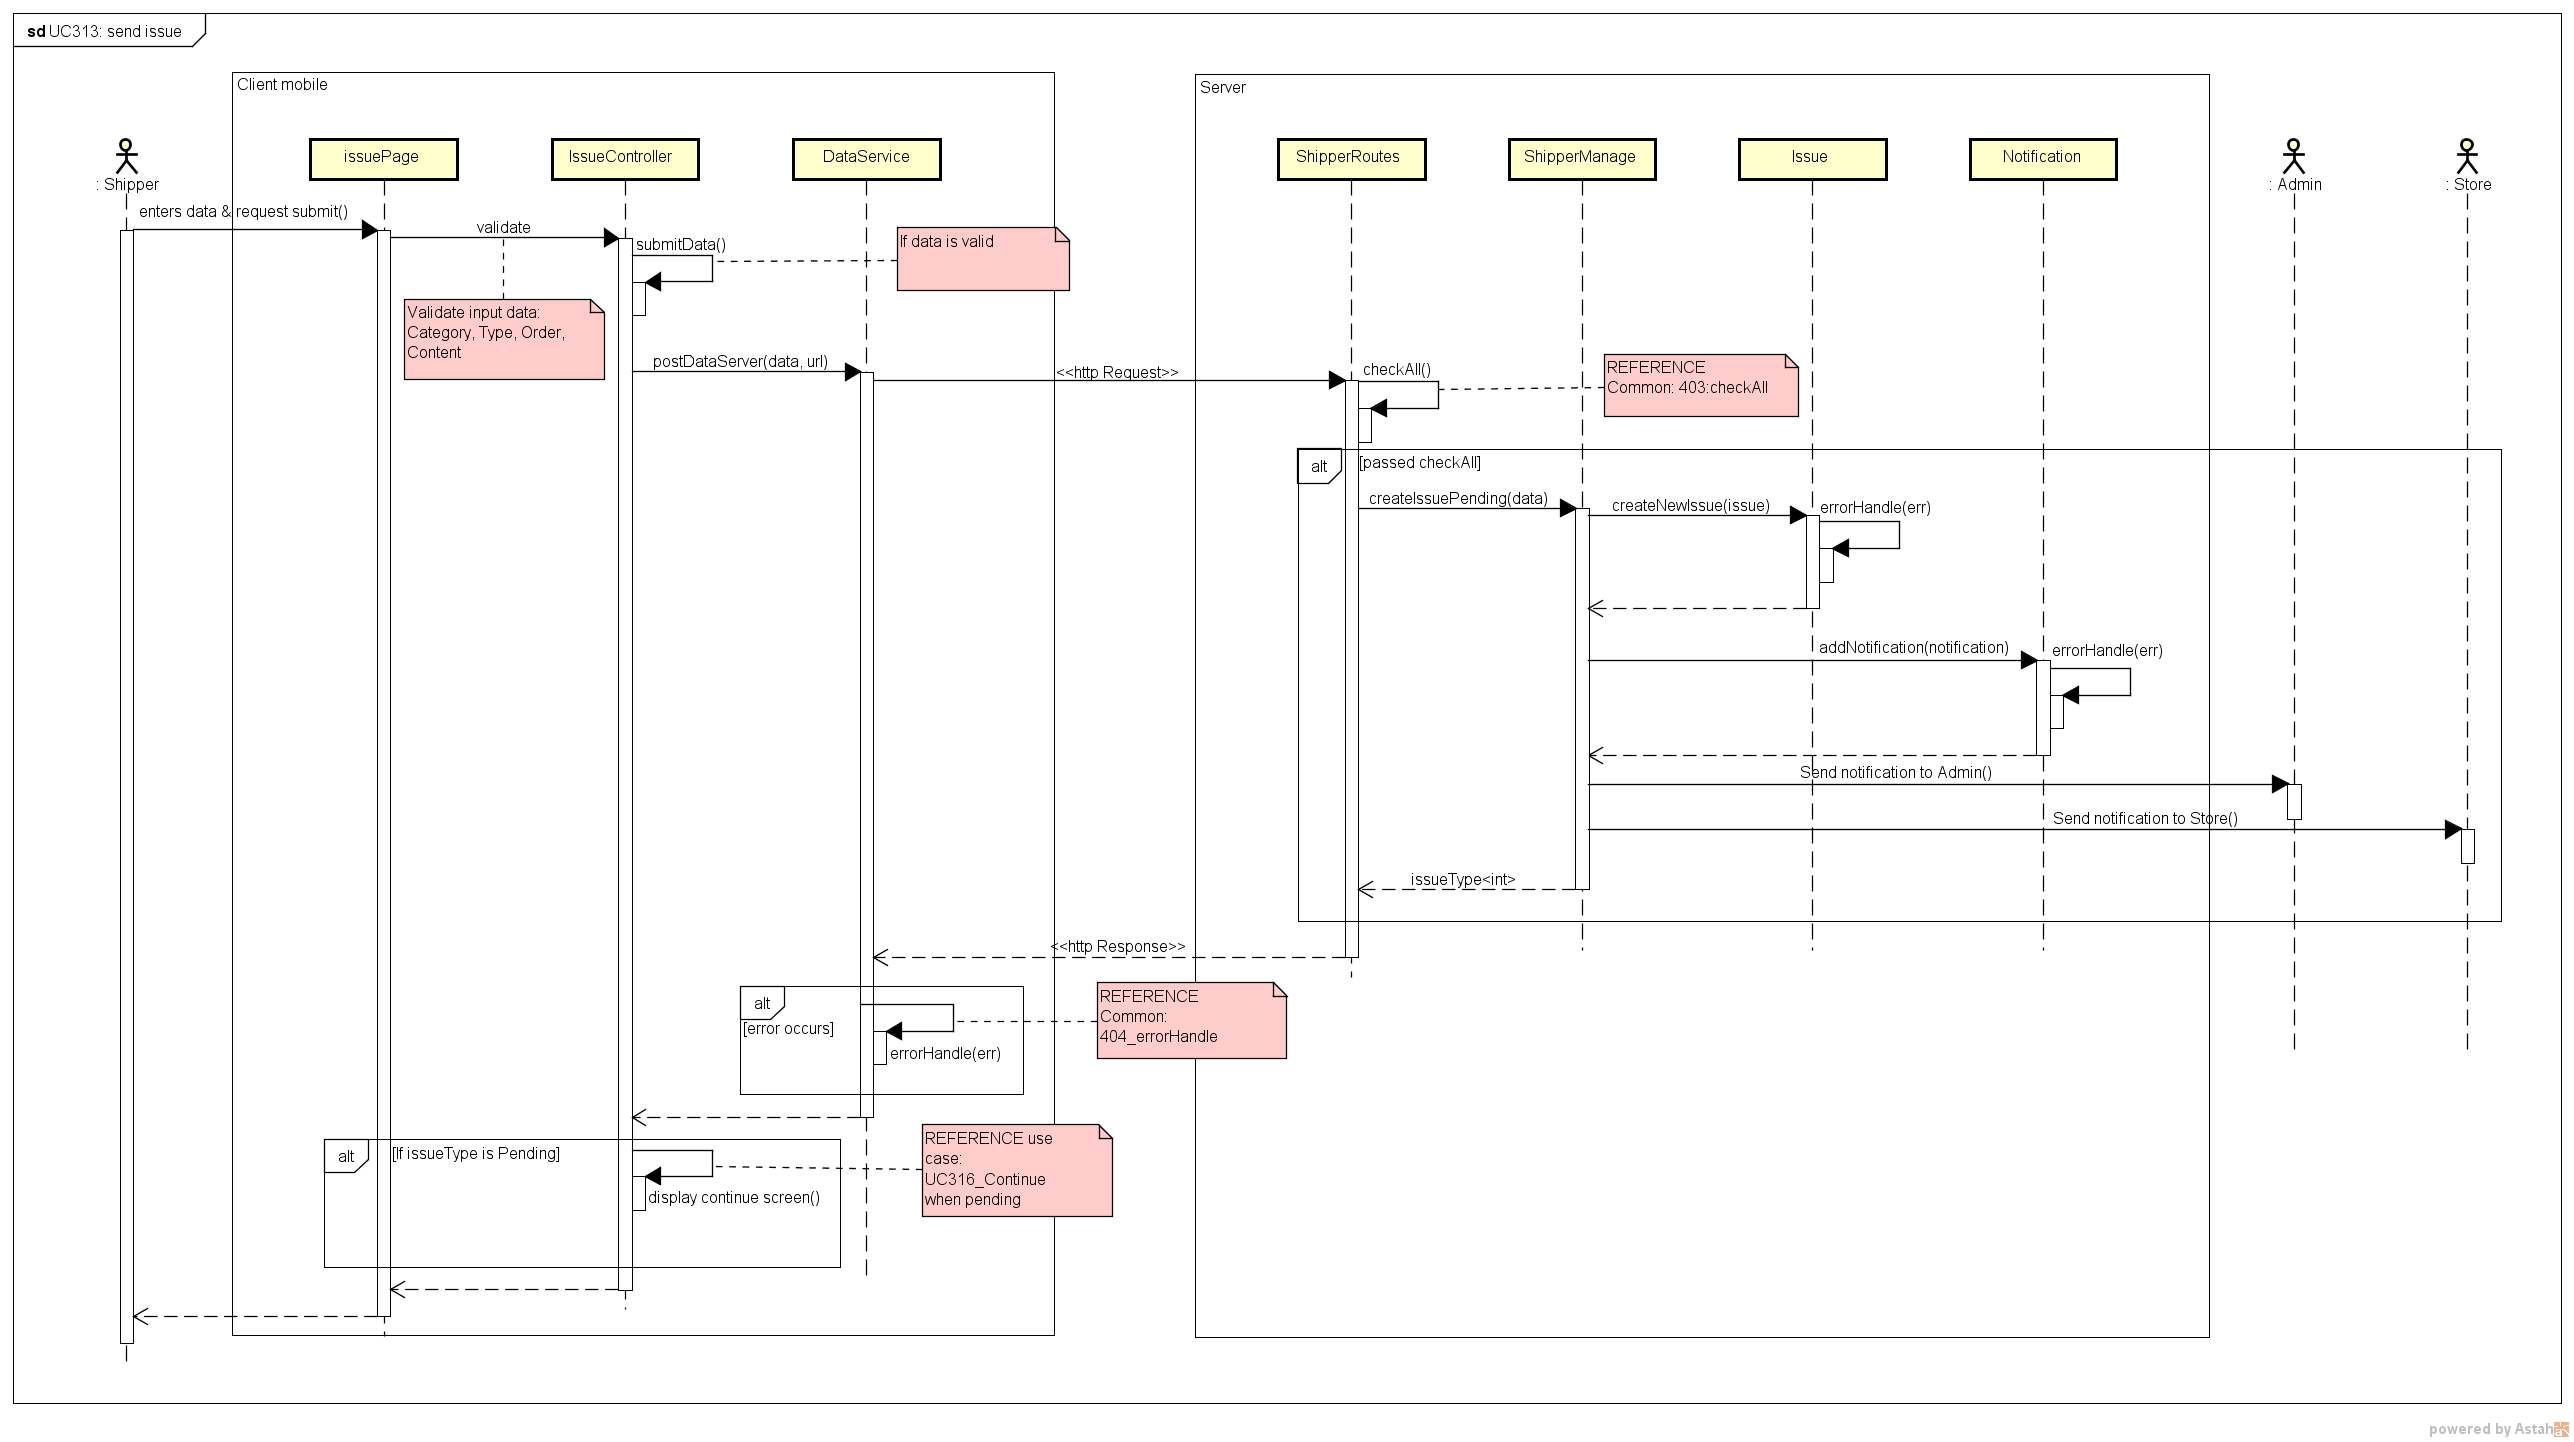 sd UC313: send issue
Client mobile
Server
: Shipper
issuePage
IssueController
DataService
ShipperRoutes
ShipperManage
Issue
Notification
: Admin
: Store
enters data & request submit()
validate
submitData()
If data is valid
Validate input data:
Category, Type, Order,
Content
postDataServer(data, url)
<<http Request>>
checkAll()
REFERENCE
Common: 403:checkAll
alt
[passed checkAll]
createIssuePending(data)
createNewIssue(issue)
errorHandle(err)
addNotification(notification)
errorHandle(err)
Send notification to Admin()
Send notification to Store()
issueType<int>
<<http Response>>
alt
[error occurs]
errorHandle(err)
REFERENCE
Common:
404_errorHandle
alt
[If issueType is Pending]
display continue screen()
REFERENCE use
case:
UC316_Continue
when pending
powered by Astah